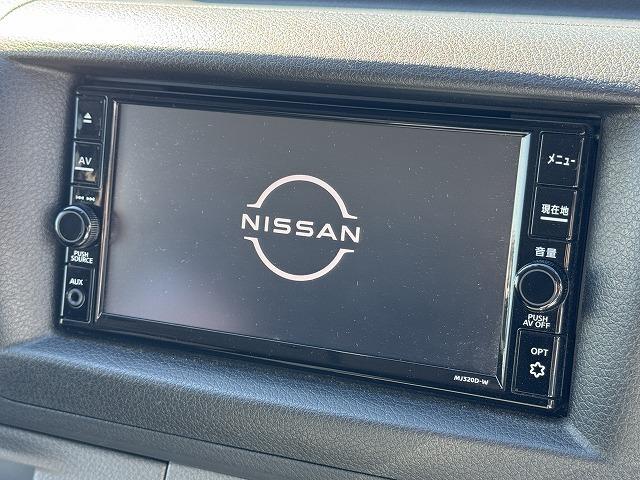 AV
PUSH
SOURCE
AUX
NISSAN
メニュー
現在地
音量
PUSH
AV OFF
OPT
MJ320D-W